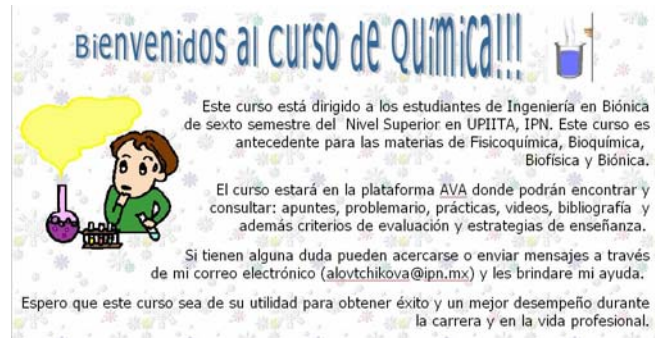 Bienvenidos al curso de Química!!!
Este curso está dirigido a los estudiantes de Ingeniería en Biónica
de sexto semestre del Nivel Superior en UPIITA, IPN. Este curso es
antecedente para las materias de Fisicoquímica, Bioquímica,
Biofísica y Biónica.
El curso estará en la plataforma AVA donde podrán encontrar y
consultar: apuntes, problemario, prácticas, videos, bibliografía y
además criterios de evaluación y estrategias de enseñanza.
Si tienen alguna duda pueden acercarse o enviar mensajes a través
de mi correo electrónico (alovtchikova@ipn.mx) y les brindare mi ayuda.
Espero que este curso sea de su utilidad para obtener éxito y un mejor desempeño durante
la carrera y en la vida profesional.